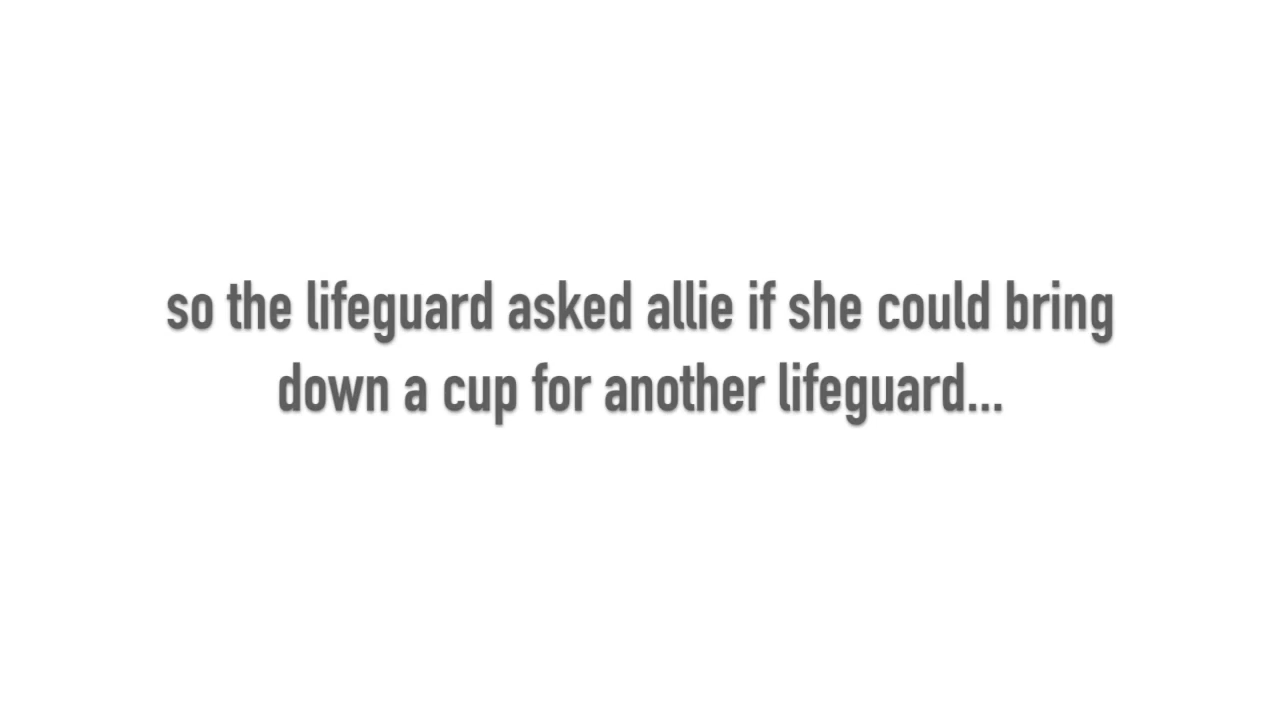 so the lifeguard asked allie if she could bring
down a cup for another lifeguard...